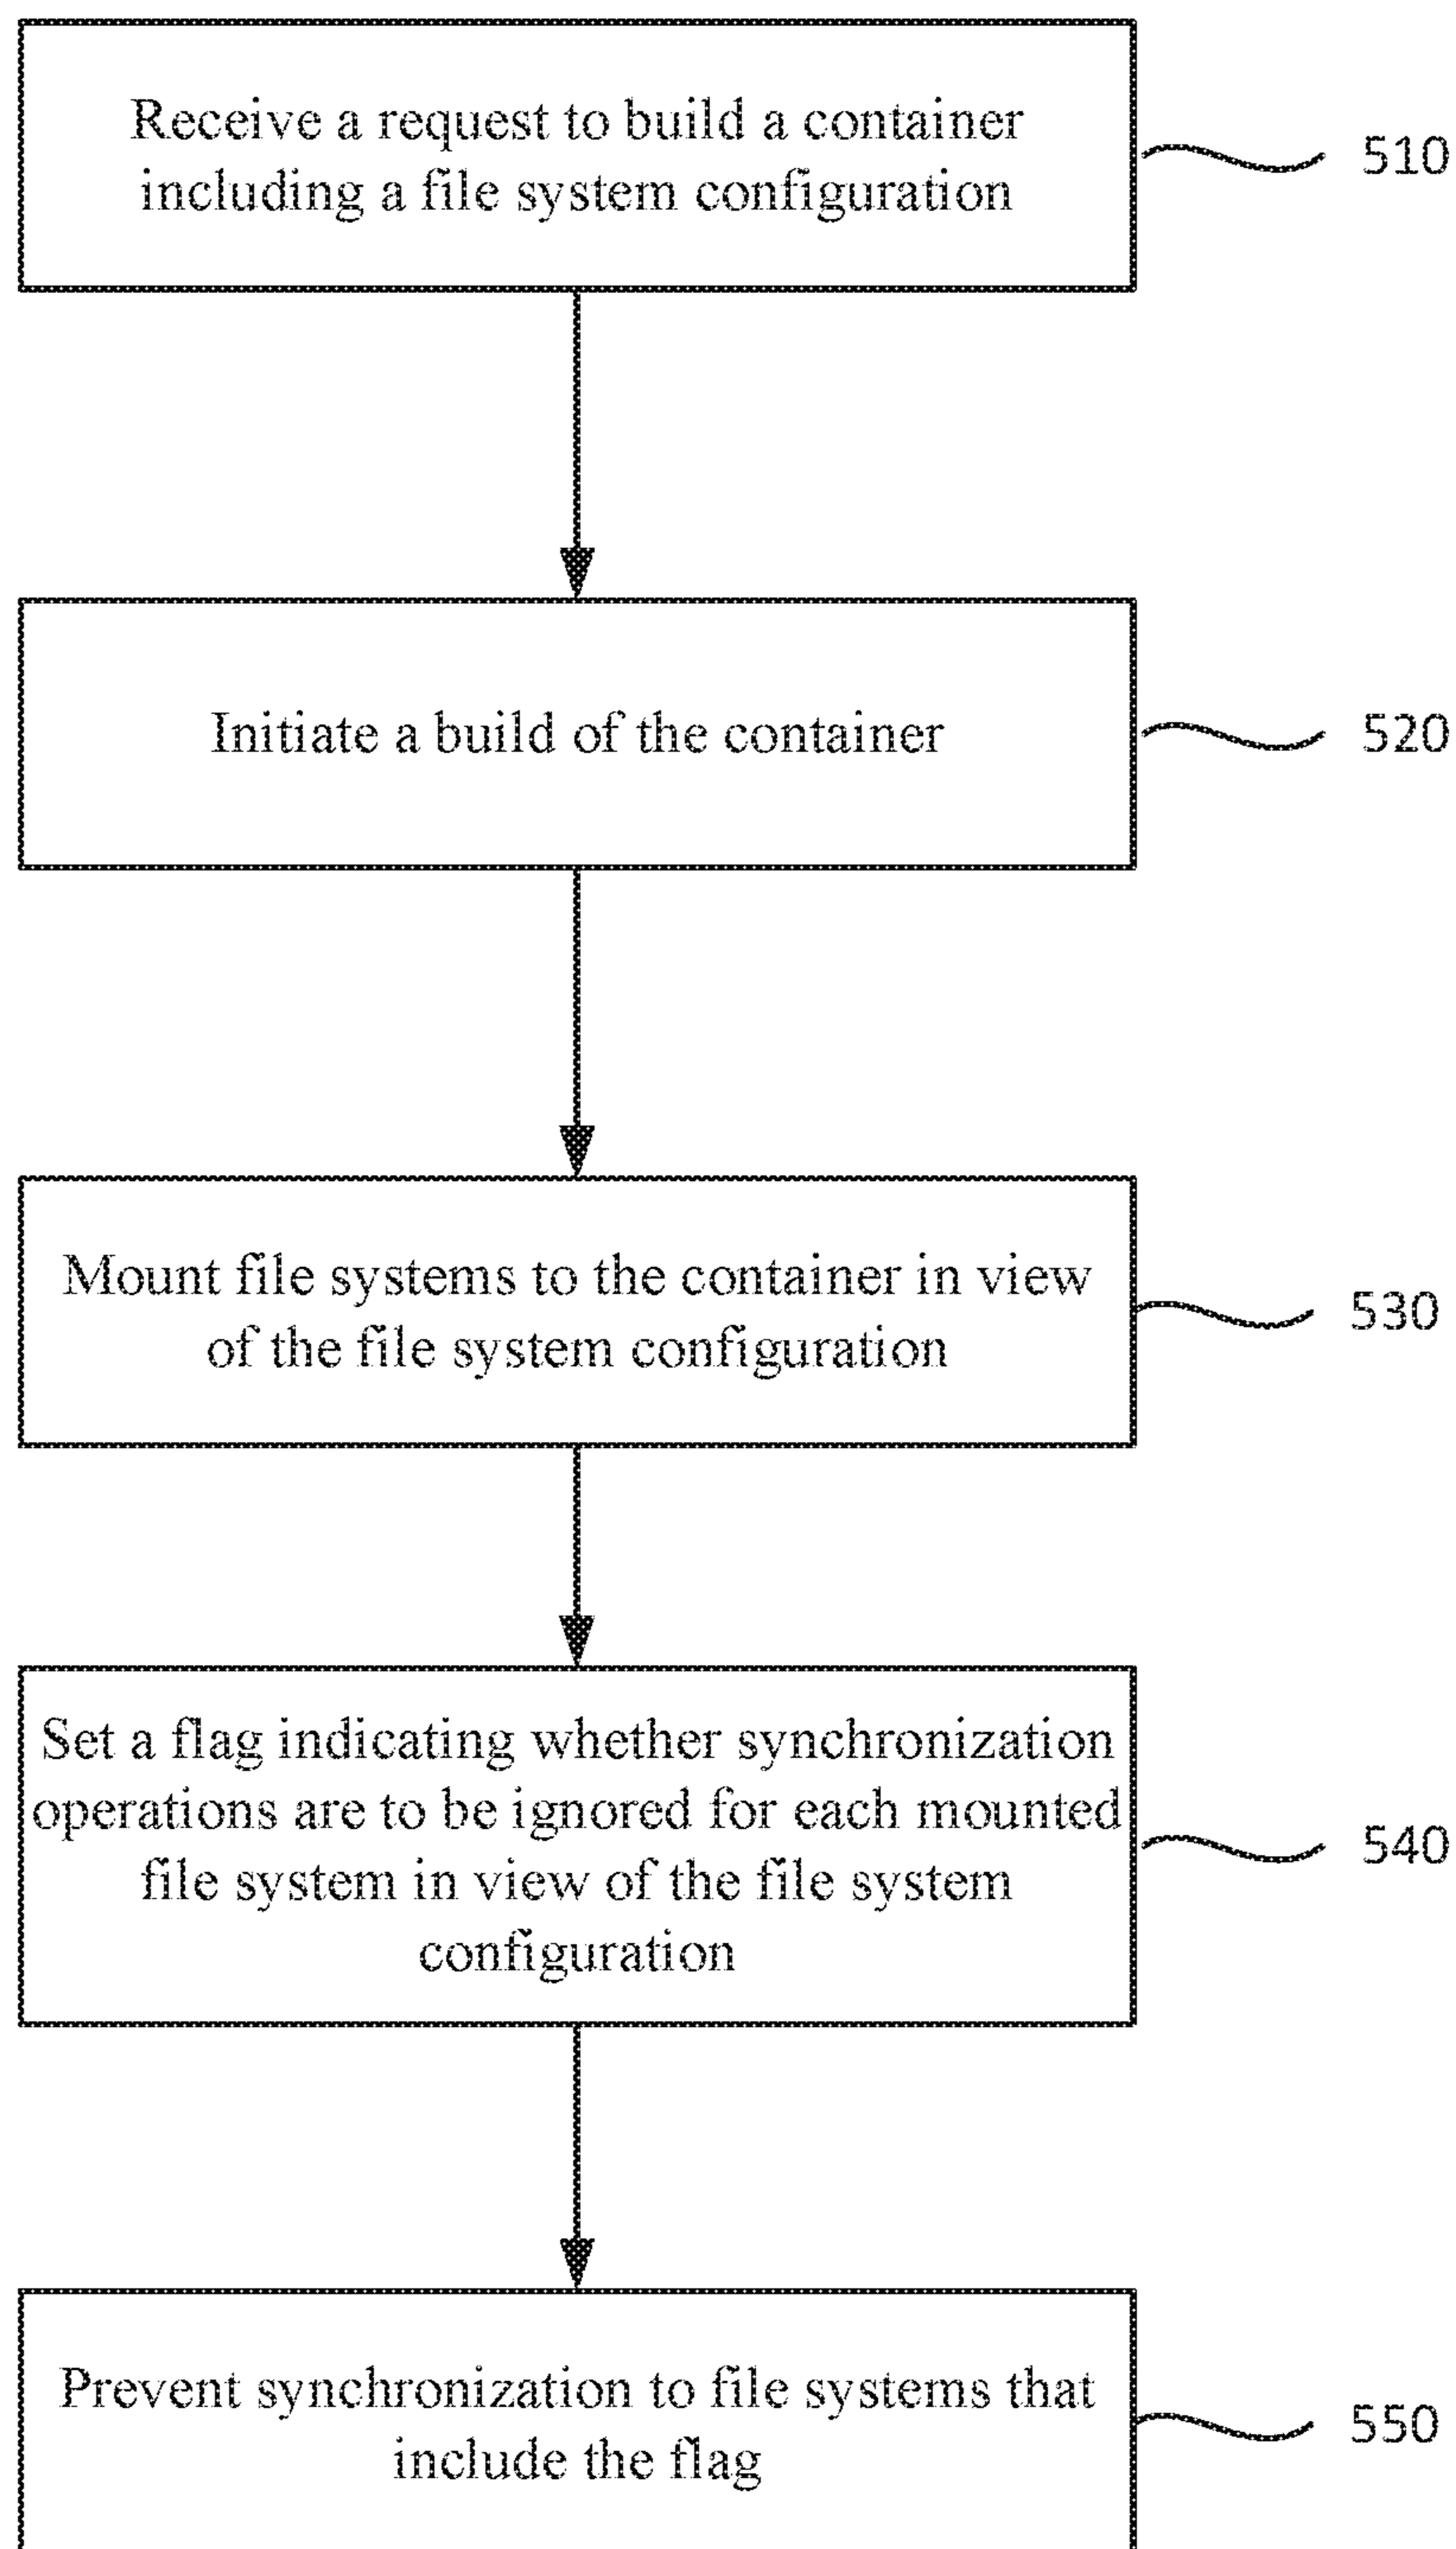 Receive a request to build a container
including a file system configuration
510
Initiate a build of the container
520
Mount file systems to the container in view
of the file system configuration
530
Set a flag indicating whether synchronization
operations are to be ignored for each mounted
file system in view of the file system
configuration
540
Prevent synchronization to file systems that
include the flag
550